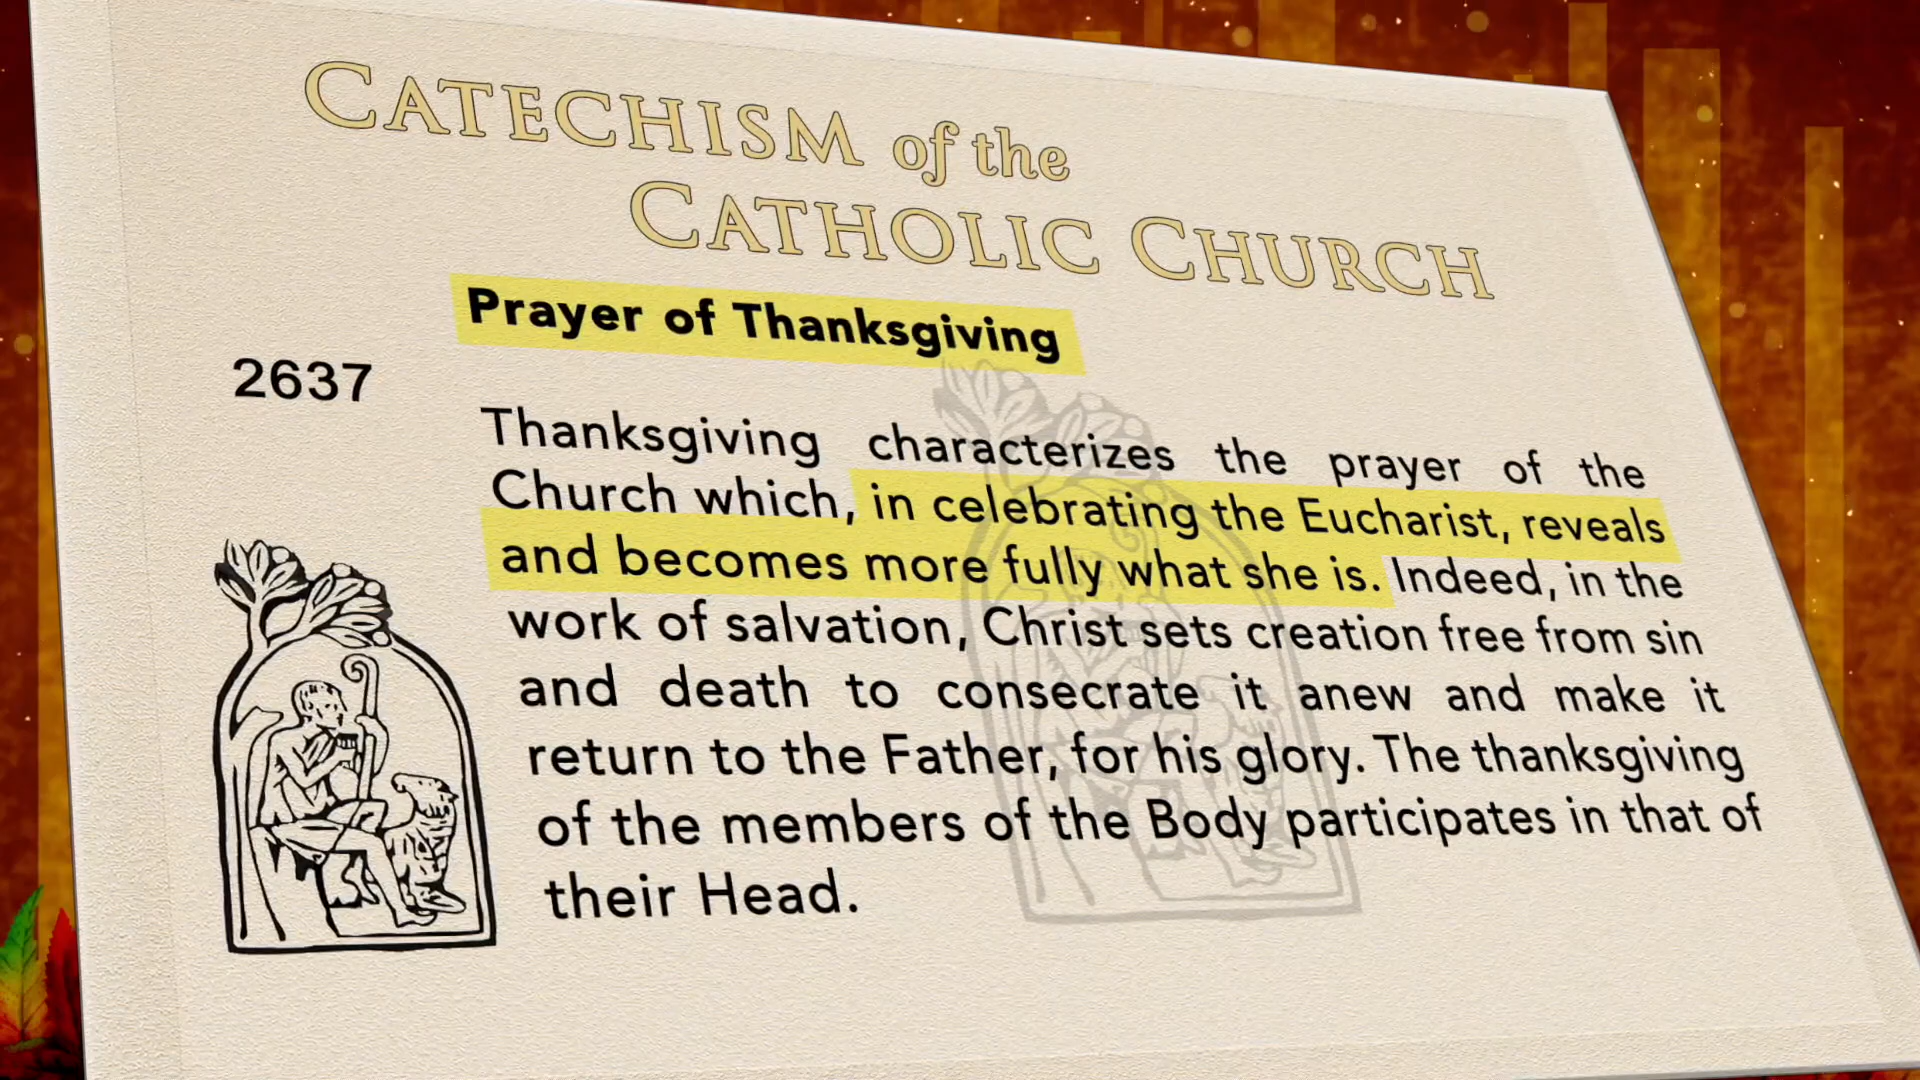 CATECHISM of the
CATHOLIC CHURCH
Prayer of Thanksgiving
2637
Thanksgiving characterizes the prayer of the
Church which, in celebrating the Eucharist, reveals
and becomes more fully what she is. Indeed, in the
work of salvation, Christ sets creation free from sin
and death to consecrate it anew and make it
return to the Father, for his glory. The thanksgiving
of the members of the Body participates in that of
their Head.